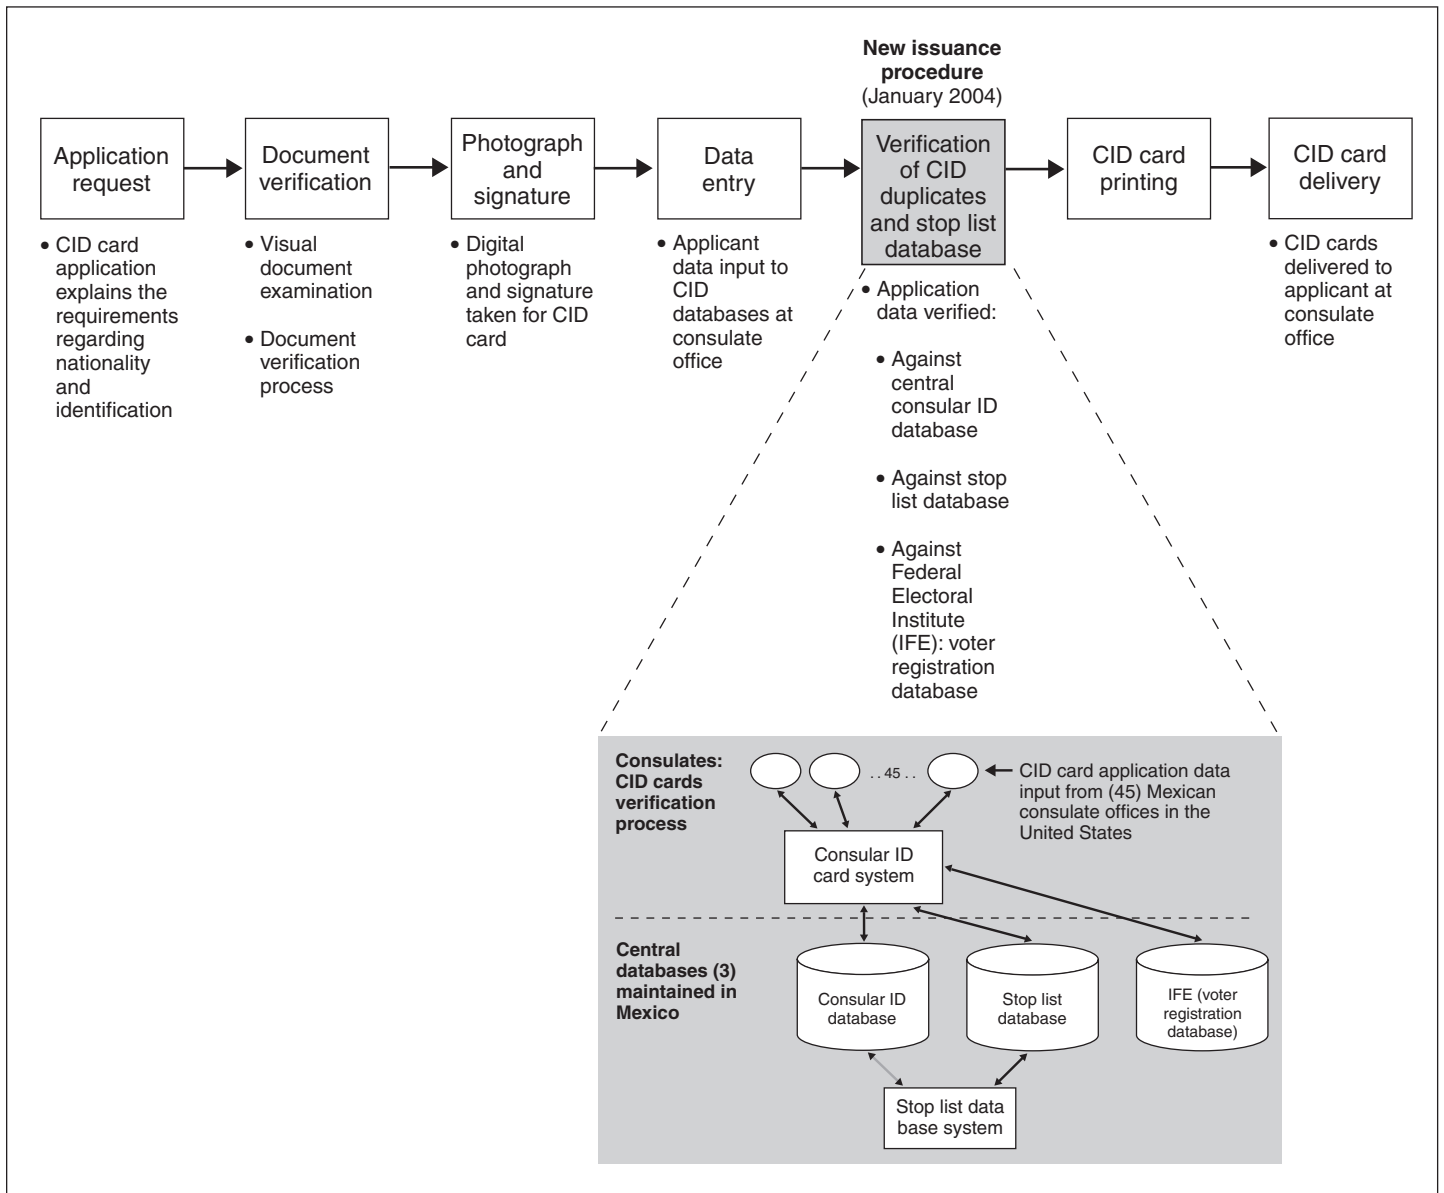 New issuance
procedure
(January 2004)
Application
request
Document
verification
Photograph
and
signature
Data
entry
Verification
of CID
duplicates
and stop list
database
CID card
printing
CID card
delivery
• CID card
application
explains the
requirements
regarding
nationality
and
identification
• Visual
document
examination
• Document
verification
process
• Digital
photograph
and signature
taken for CID
card
• Applicant
data input to
CID
databases at
consulate
office
• Application
data verified:
• Against
central
consular ID
database
• Against stop
list database
• Against
Federal
Electoral
Institute
(IFE): voter
registration
database
• CID cards
delivered to
applicant at
consulate
office
Consulates:
CID cards
verification
process
. . 45 . .
CID card application data
input from (45) Mexican
consulate offices in the
United States
Consular ID
card system
Central
databases (3)
maintained in
Mexico
Consular ID
database
Stop list
database
IFE (voter
registration
database)
Stop list data
base system